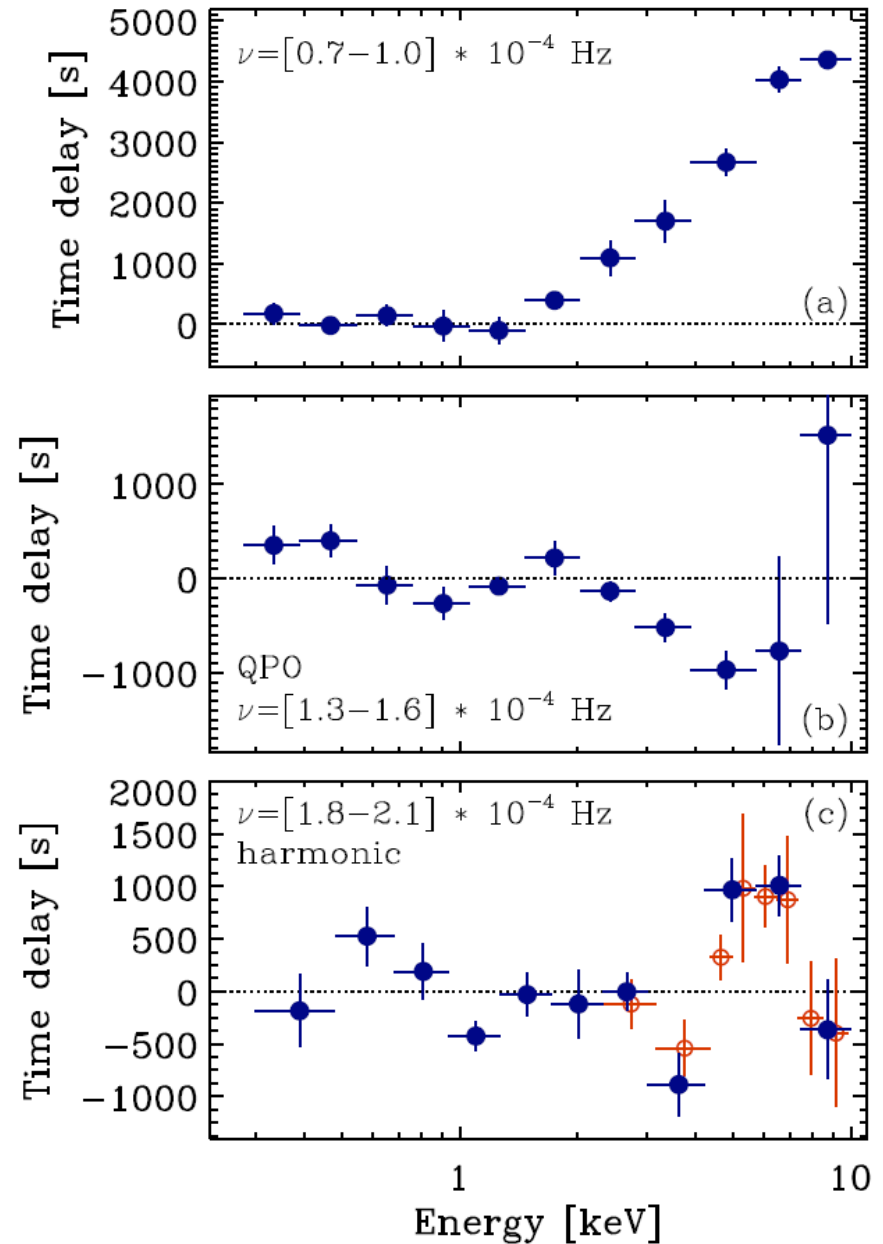 5000
4000
3000
2000
1000
0
Time delay [s]
ν=[0.7−1.0] * 10⁻⁴ Hz
(a)
1000
0
−1000
Time delay [s]
QPO
ν=[1.3−1.6] * 10⁻⁴ Hz
(b)
2000
1500
1000
500
0
−500
−1000
Time delay [s]
ν=[1.8−2.1] * 10⁻⁴ Hz
(c)
harmonic
1
10
Energy [keV]